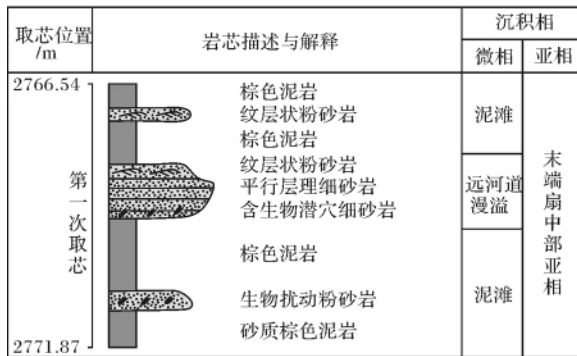 取芯位置
/m
岩芯描述与解释
沉积相
微相
亚相
2766.54
第一次取芯
2771.87
棕色泥岩
纹层状粉砂岩
棕色泥岩
纹层状粉砂岩
平行层理细砂岩
含生物潜穴细砂岩
棕色泥岩
生物扰动粉砂岩
砂质棕色泥岩
泥滩
远河道
漫溢
泥滩
末端扇中部亚相